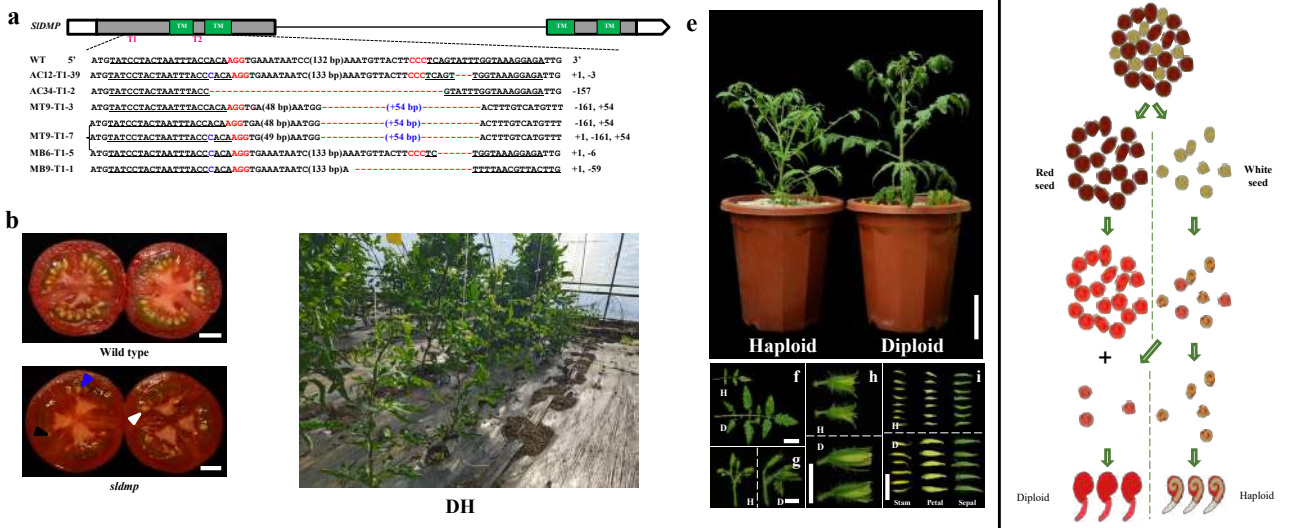 a
SlDMP
TM TM TM TM
T1 T2
WT 5’ ATGTATCCTACTAATTTACCACAAGGTGAAATAATCC(132 bp)AAATGTTACTTCCCTCAGTATTTGGTAAAGGAGATTG 3’
AC12-T1-39 ATGTATCCTACTAATTTACCCACAAGGTGAAATAATC(133 bp)AAATGTTACTTCCCTCAGT---TGGTAAAGGAGATTG +1, -3
AC34-T1-2 ATGTATCCTACTAATTTACC GTATTTGGTAAAGGAGATTG -157
MT9-T1-3 ATGTATCCTACTAATTTACCACAAGGTGA(48 bp)AATGG (+54 bp) ACTTTGTCATGTTT -161, +54
ATGTATCCTACTAATTTACCACAAGGTGA(48 bp)AATGG (+54 bp) ACTTTGTCATGTTT -161, +54
MT9-T1-7 ATGTATCCTACTAATTTACCCACAAGGTG(49 bp)AATGG (+54 bp) ACTTTGTCATGTTT +1, -161, +54
MB6-T1-5 ATGTATCCTACTAATTTACCCACAAGGTGAAATAATC(133 bp)AAATGTTACTTCCCTC TGGTAAAGGAGATTG +1, -6
MB9-T1-1 ATGTATCCTACTAATTTACCCACAAGGTGAAATAATC(133 bp)A TTTTAACGTTACTTG +1, -59
b
Wild type
sldmp
DH
e
Haploid Diploid
f
H
D
g
H D
h
H
D
i
H
D
Stam Petal Sepal
Red seed
White seed
+
Diploid
Haploid